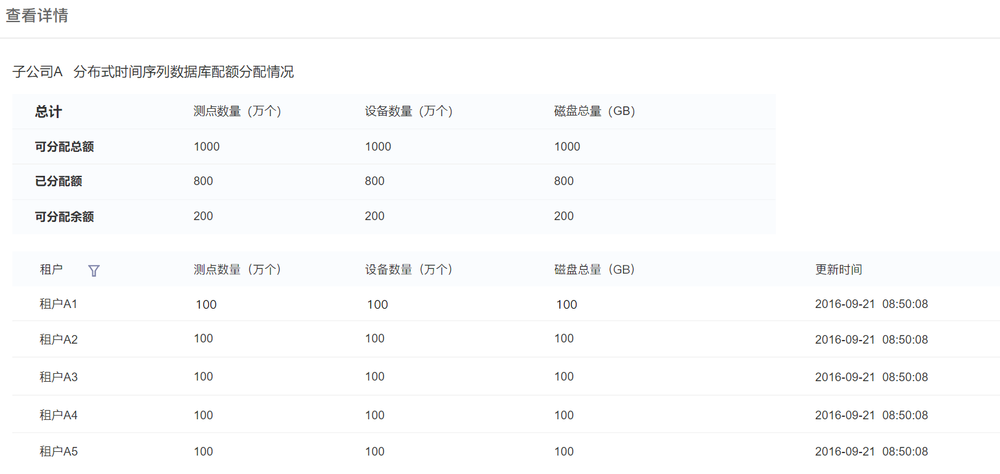 查看详情
子公司A 分布式时间序列数据库配额分配情况
总计 测点数量（万个） 设备数量（万个） 磁盘总量（GB）
可分配总额 1000 1000 1000
已分配额 800 800 800
可分配余额 200 200 200
租户 测点数量（万个） 设备数量（万个） 磁盘总量（GB） 更新时间
租户A1 100 100 100 2016-09-21 08:50:08
租户A2 100 100 100 2016-09-21 08:50:08
租户A3 100 100 100 2016-09-21 08:50:08
租户A4 100 100 100 2016-09-21 08:50:08
租户A5 100 100 100 2016-09-21 08:50:08